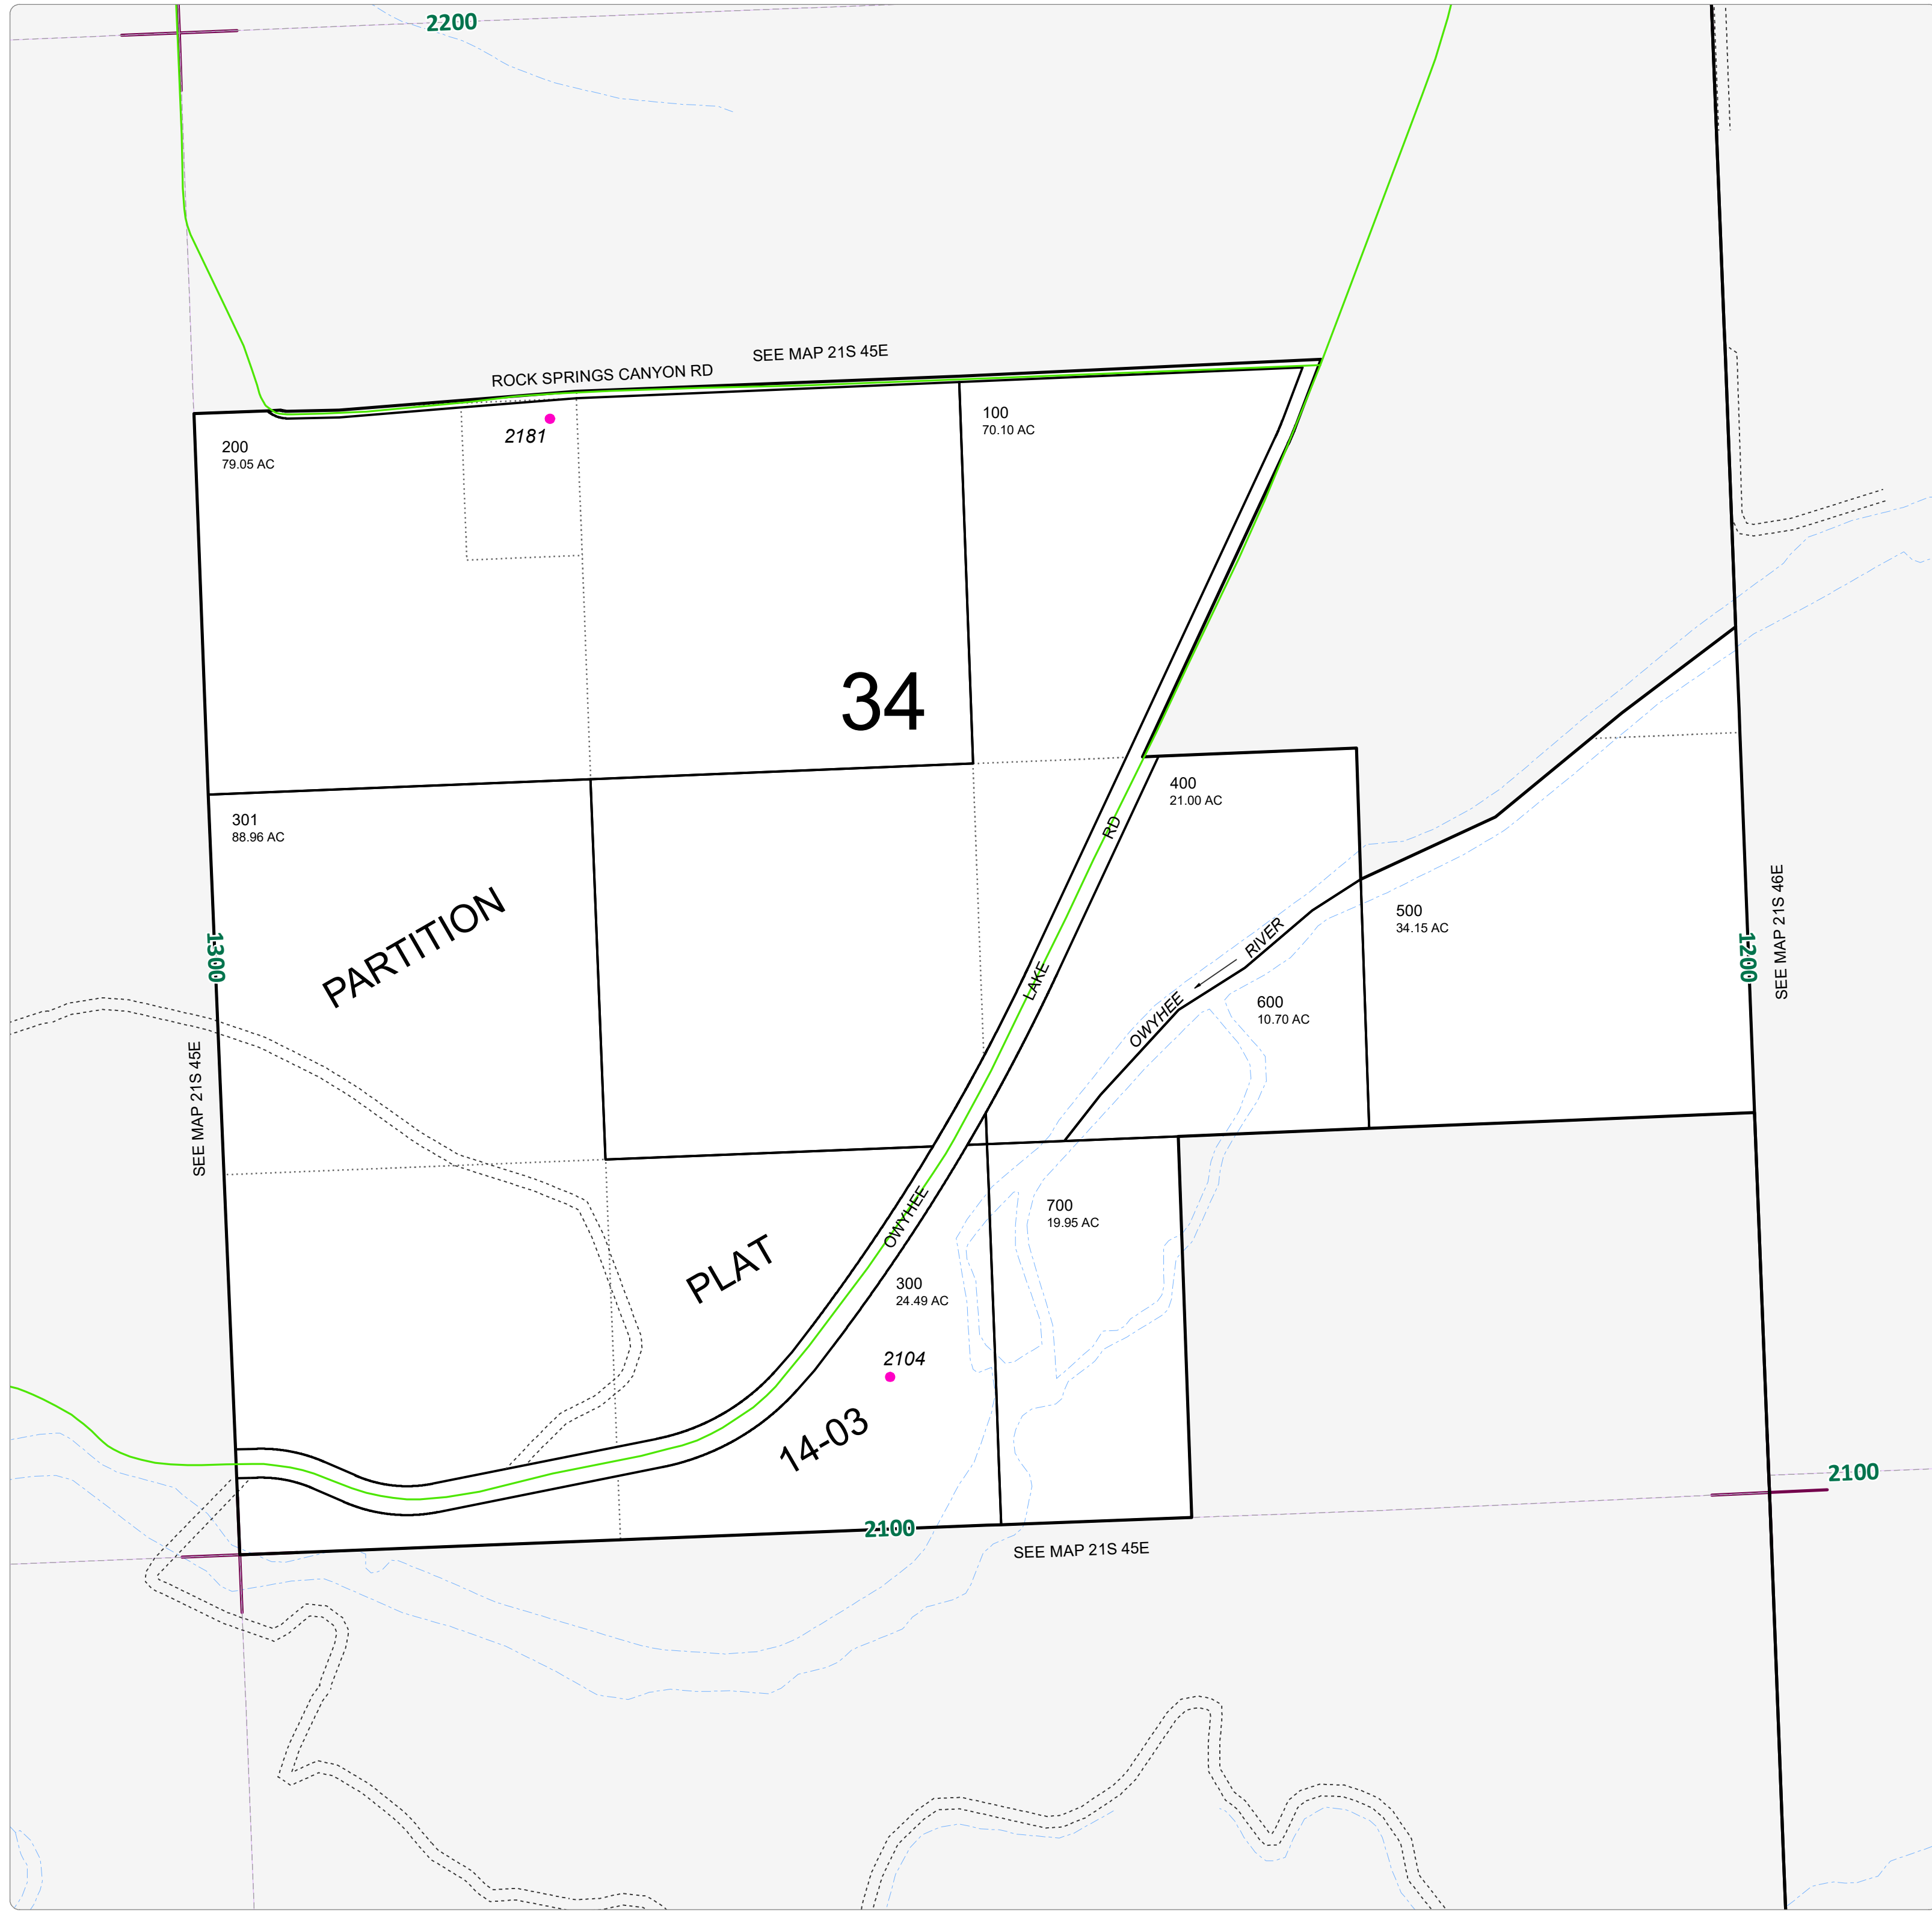 2200
SEE MAP 21S 45E
ROCK SPRINGS CANYON RD
200
79.05 AC
2181
100
70.10 AC
34
400
21.00 AC
301
88.96 AC
RD
PARTITION
1300
500
34.15 AC
SEE MAP 21S 46E
1200
RIVER
LAKE
OWYHEE
600
10.70 AC
SEE MAP 21S 45E
OWYHEE
700
19.95 AC
PLAT
300
24.49 AC
2104
14-03
2100
2100
SEE MAP 21S 45E